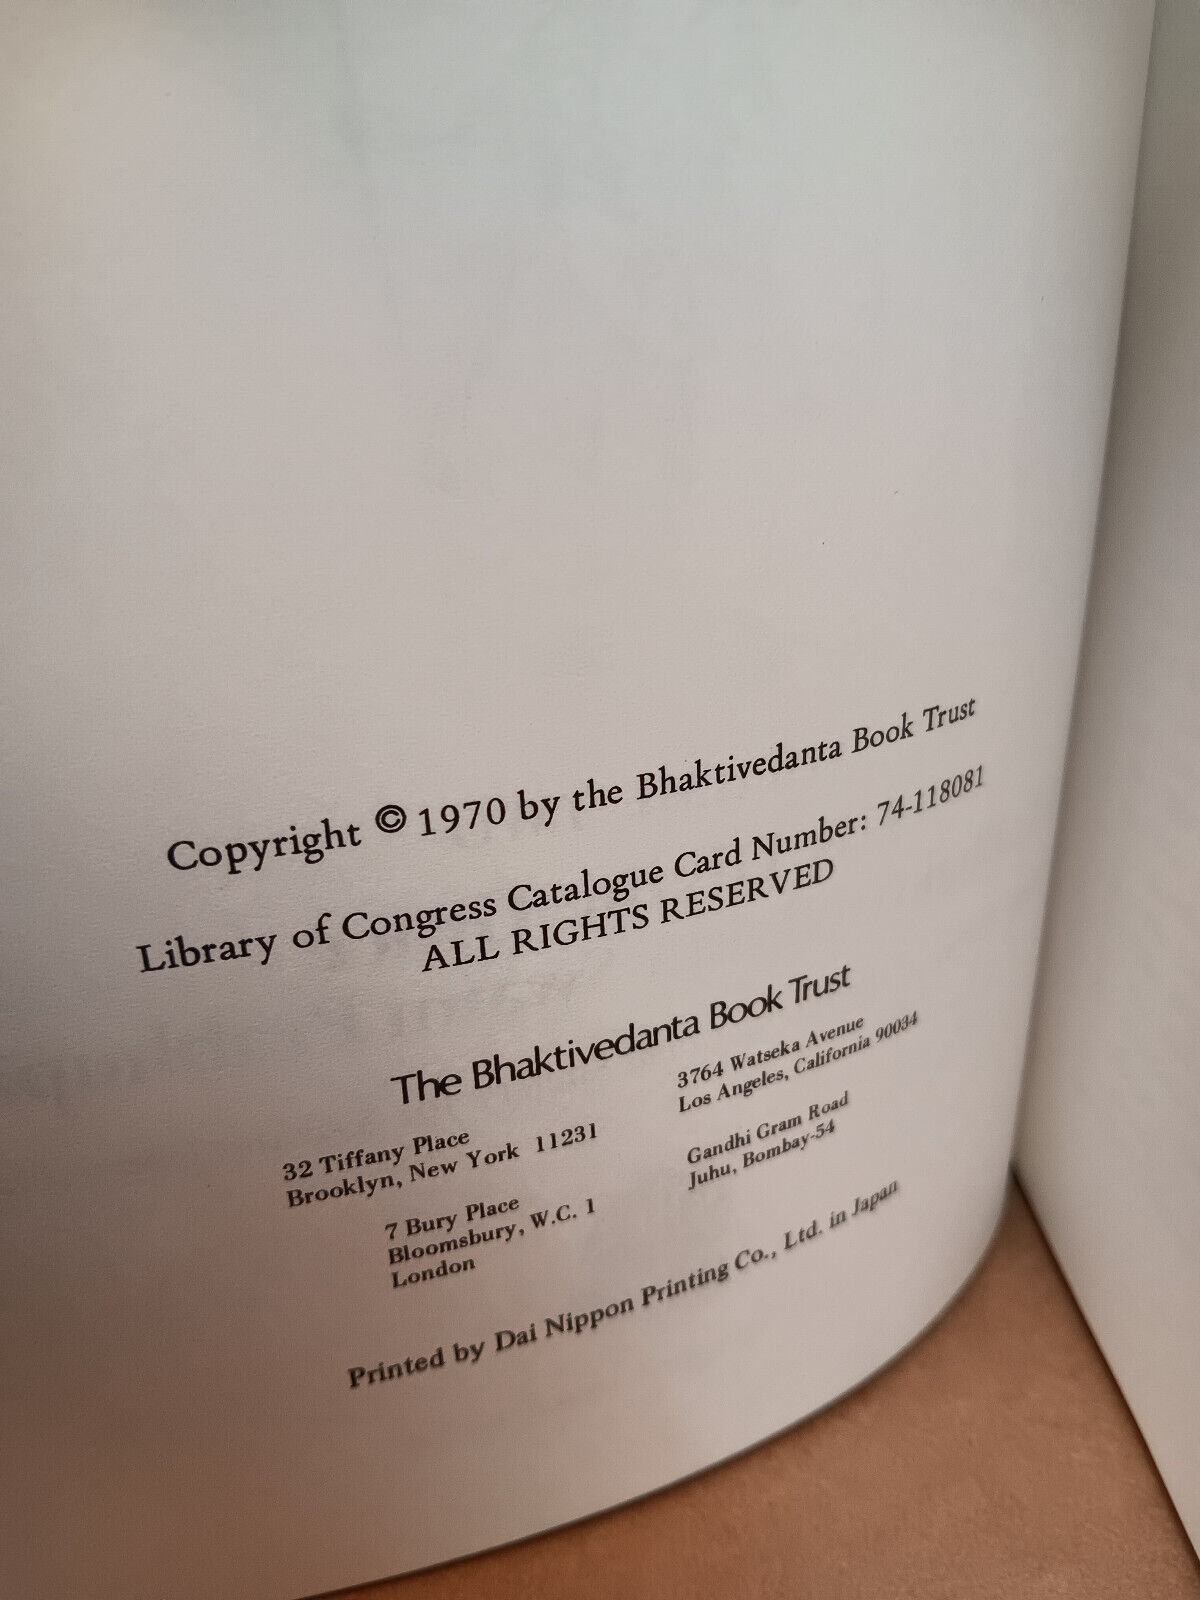 Copyright © 1970 by the Bhaktivedanta Book Trust
Library of Congress Catalogue Card Number: 74-118081
ALL RIGHTS RESERVED
The Bhaktivedanta Book Trust
32 Tiffany Place
Brooklyn, New York 11231
3764 Watseka Avenue
Los Angeles, California 90034
7 Bury Place
Bloomsbury, W.C. 1
London
Gandhi Gram Road
Juhu, Bombay-54
Printed by Dai Nippon Printing Co., Ltd. in Japan